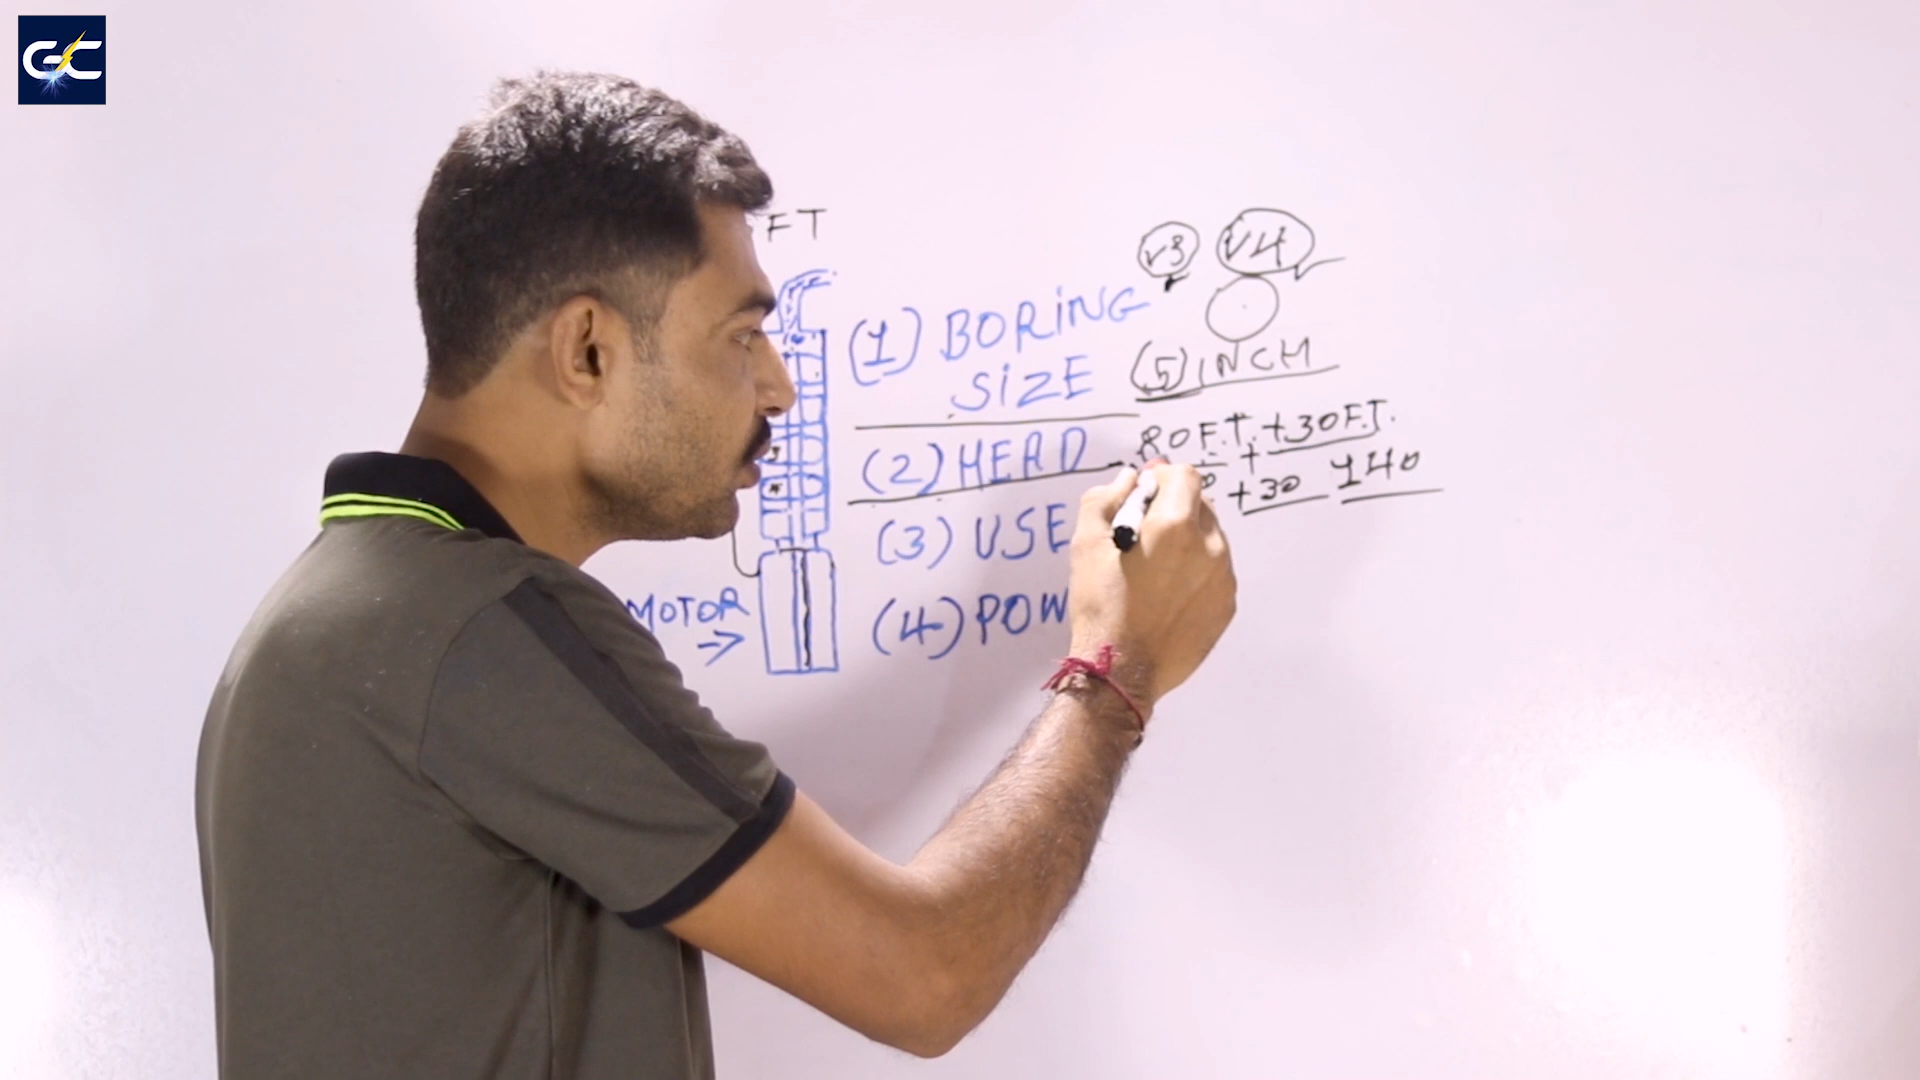 GC
FT
V3 V4
(1) BORING
SIZE
(5) INCH
(2) HEAD
80 F.T. + 30 F.T.
+
+30 140
(3) USE
MOTOR
(4) POW